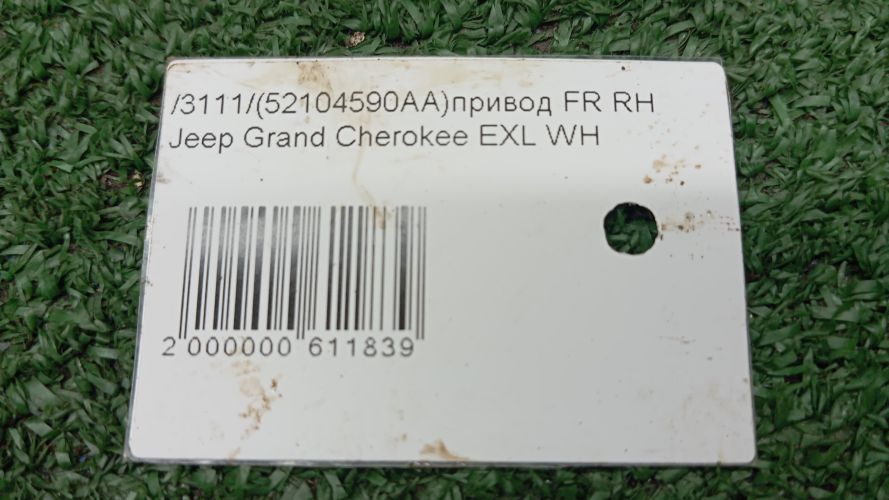 /3111/(52104590AA)привод FR RH
Jeep Grand Cherokee EXL WH
2 000000 611839